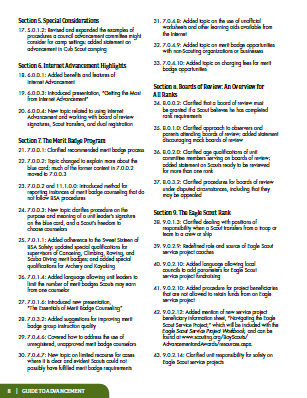 Section 5. Special Considerations
17. 5.0.1.2: Revised and expanded the examples of
procedures a council advancement committee might
consider for camp settings; added statement on
advancement in Cub Scout camping
Section 6. Internet Advancement Highlights
18. 6.0.0.1: Added benefits and features of
Internet Advancement
19. 6.0.0.3: Introduced presentation, "Getting the Most
from Internet Advancement"
20. 6.0.0.4: New topic related to using Internet
Advancement and working with board of review
signatures, Scout transfers, and dual registration
Section 7. The Merit Badge Program
21. 7.0.0.1: Clarified recommended merit badge process
22. 7.0.0.2: Topic changed to explain more about the
blue card; much of the former content in 7.0.0.2
moved to 7.0.0.3
23. 7.0.0.2 and 11.1.0.0: Introduced method for
reporting instances of merit badge counseling that do
not follow BSA procedures
24. 7.0.0.3: New topic clarifies procedure on the
purpose and meaning of a unit leader's signature
on the blue card, and a Scout's freedom to
choose counselors
25. 7.0.1.1: Added adherence to the Sweet Sixteen of
BSA Safety; updated special qualifications for
supervisors of Canoeing, Climbing, Rowing, and
Scuba Diving merit badges; and added special
qualifications for Archery and Kayaking
26. 7.0.1.4: Added language allowing unit leaders to
limit the number of merit badges Scouts may earn
from one counselor
27. 7.0.1.6: Introduced new presentation,
"The Essentials of Merit Badge Counseling"
28. 7.0.3.2: Added suggestions for improving merit
badge group instruction quality
29. 7.0.4.6: Covered how to address the use of
unregistered, unapproved merit badge counselors
30. 7.0.4.7: New topic on limited recourse for cases
where it is clear and evident Scouts could not
possibly have fulfilled merit badge requirements
31. 7.0.4.8: Added topic on the use of unofficial
worksheets and other learning aids available from
the Internet
32. 7.0.4.9: Added topic on merit badge opportunities
with non-Scouting organizations or businesses
33. 7.0.4.10: Added topic on charging fees for merit
badge opportunities
Section 8. Boards of Review: An Overview for
All Ranks
34. 8.0.0.2: Clarified that a board of review must
be granted if a Scout believes he has completed
rank requirements
35. 8.0.1.0: Clarified approach to observers and
parents attending boards of review; added statement
discouraging mock boards of review
36. 8.0.2.0: Clarified age qualifications of unit
committee members serving on boards of review;
added statement on Scouts ready to be reviewed
for more than one rank
37. 8.0.3.2: Clarified procedures for boards of review
under disputed circumstances, including that they
may be appealed
Section 9. The Eagle Scout Rank
38. 9.0.1.3: Clarified dealing with positions of
responsibility when a Scout transfers from a troop or
team to a crew or ship
39. 9.0.2.9: Redefined role and source of Eagle Scout
service project coaches
40. 9.0.2.10: Added language allowing local
councils to add parameters for Eagle Scout
service project fundraising
41. 9.0.2.10: Added procedure for project beneficiaries
that are not allowed to retain funds from an Eagle
service project
42. 9.0.2.12: Added mention of new service project
beneficiary information sheet, "Navigating the Eagle
Scout Service Project," which will be included with the
Eagle Scout Service Project Workbook, and can be
found at www.scouting.org/BoyScouts/
AdvancementandAwards/resources.aspx.
43. 9.0.2.14: Clarified unit responsibility for safety on
Eagle Scout service projects
8 | GUIDE TO ADVANCEMENT